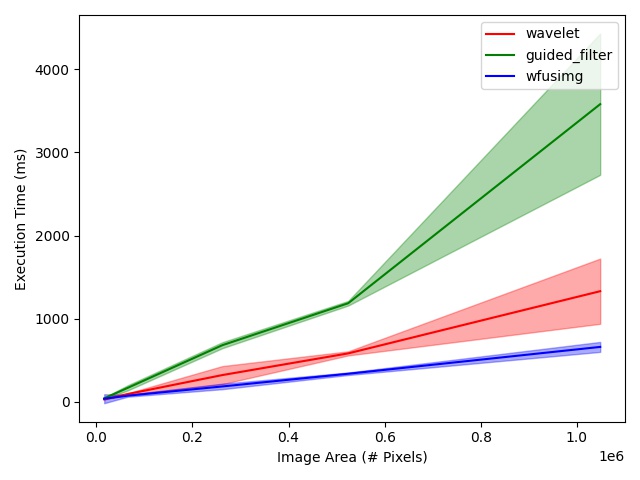 wavelet
guided_filter
wfusimg
4000
3000
2000
1000
0
Execution Time (ms)
0.0 0.2 0.4 0.6 0.8 1.0
1e6
Image Area (# Pixels)